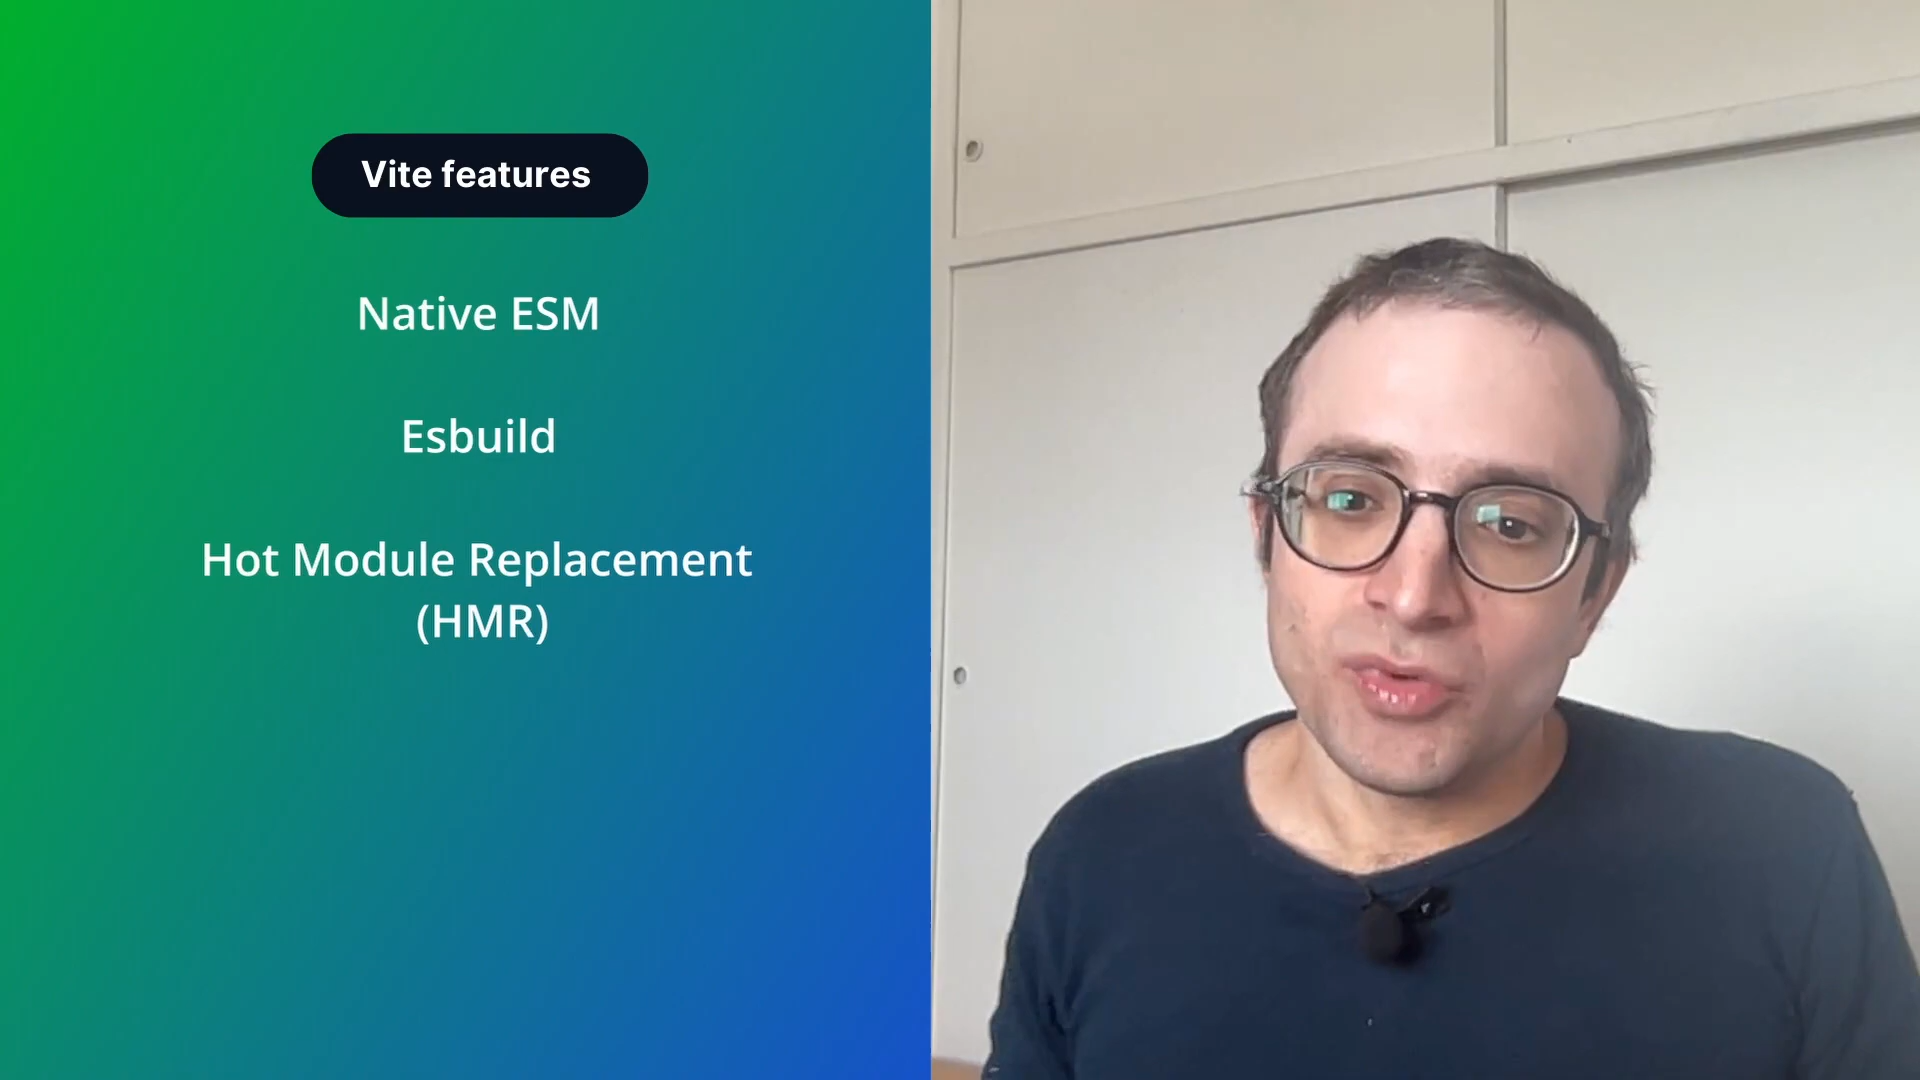 Vite features
Native ESM
Esbuild
Hot Module Replacement
(HMR)